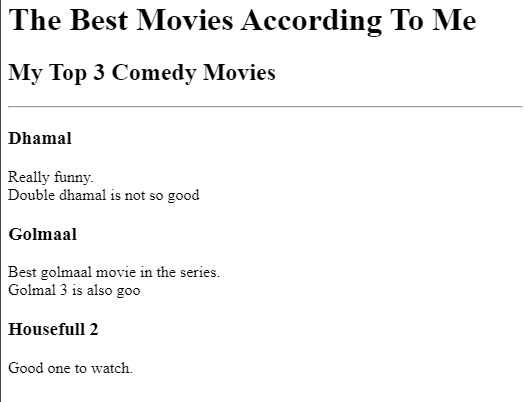 The Best Movies According To Me
My Top 3 Comedy Movies
Dhamal
Really funny.
Double dhamal is not so good
Golmaal
Best golmaal movie in the series.
Golmal 3 is also goo
Housefull 2
Good one to watch.